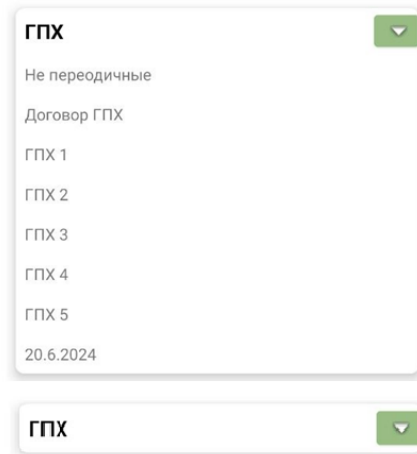 ГПХ
Не переодичные
Договор ГПХ
ГПХ 1
ГПХ 2
ГПХ 3
ГПХ 4
ГПХ 5
20.6.2024
ГПХ